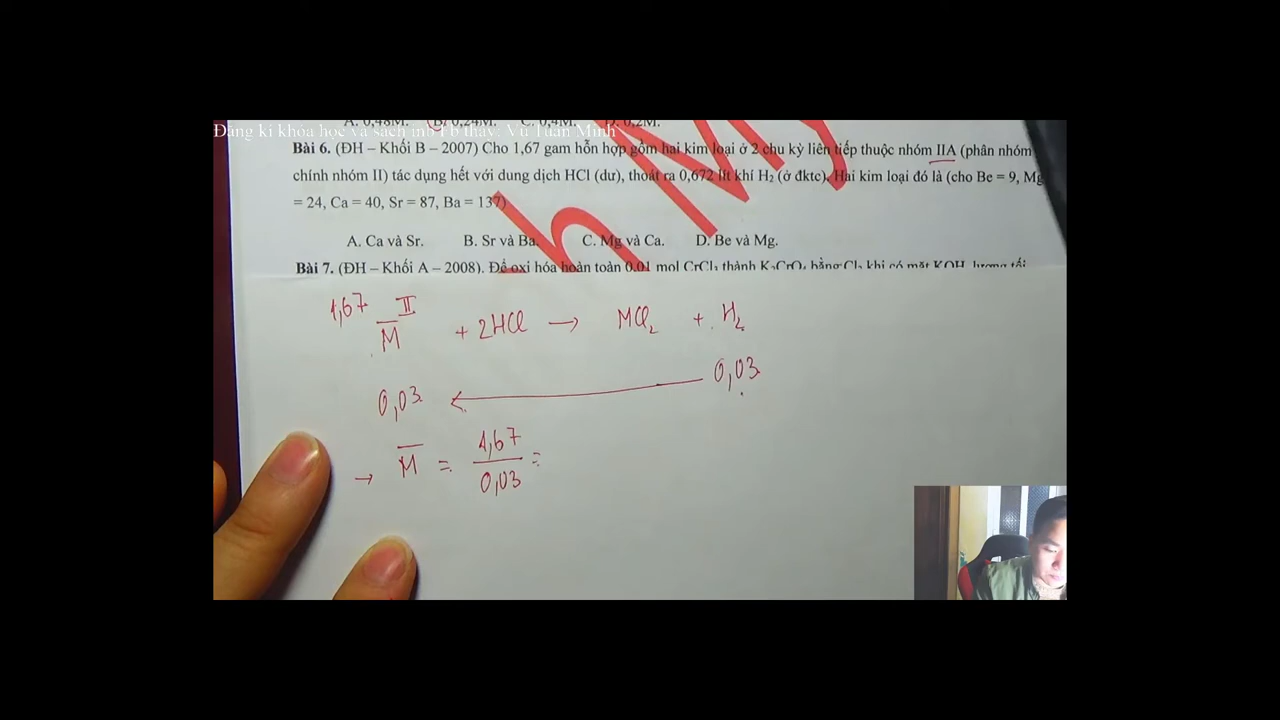 A. 0,48M. B. 0,24M. C. 0,4M. D. 0,2M.
Đăng kí khóa học và sách inb Fb thầy: Vũ Tuấn Minh
Bài 6. (ĐH – Khối B – 2007) Cho 1,67 gam hỗn hợp gồm hai kim loại ở 2 chu kỳ liên tiếp thuộc nhóm IIA (phân nhóm
chính nhóm II) tác dụng hết với dung dịch HCl (dư), thoát ra 0,672 lít khí H₂ (ở đktc). Hai kim loại đó là (cho Be = 9, Mg
= 24, Ca = 40, Sr = 87, Ba = 137)
A. Ca và Sr. B. Sr và Ba. C. Mg và Ca. D. Be và Mg.
Bài 7. (ĐH – Khối A – 2008). Để oxi hóa hoàn toàn 0,01 mol CrCl₃ thành K₂CrO₄ bằng Cl₂ khi có mặt KOH, lượng tối
h My
1,67 II
M̅ + 2HCl → MCl₂ + H₂
0,03 ← 0,03
→ M̅ = 1,67 / 0,03 =